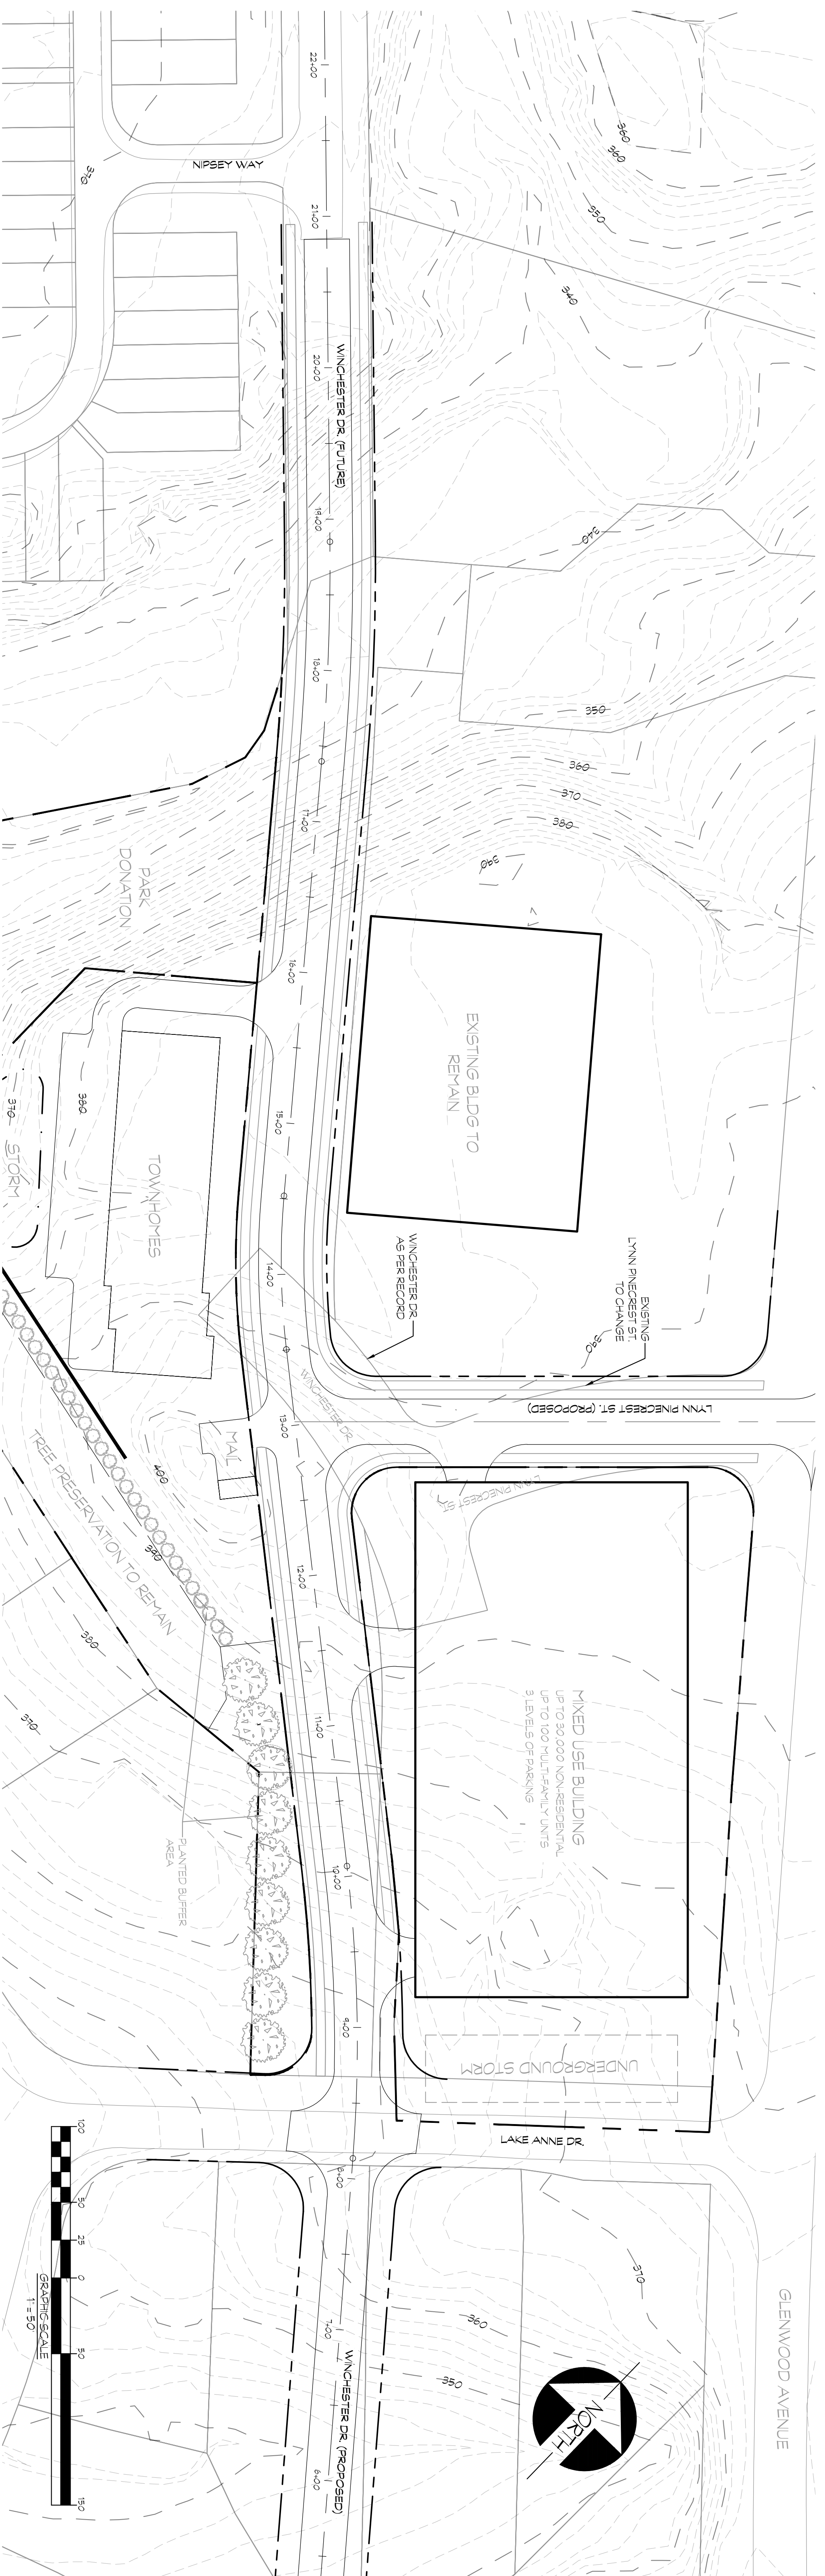 22+00
360
360
NIPSEY WAY
370
350
21+00
340
WINCHESTER DR. (FUTURE)
20+00
19+00
340
18+00
350
360
370
380
17+00
390
PARK
DONATION
16+00
EXISTING BLDG TO
REMAIN
380
370
15+00
STORM
TOWNHOMES
WINCHESTER DR
AS PER RECORD
EXISTING
LYNN PINECREST ST.
TO CHANGE
14+00
390
LYNN PINECREST ST. (PROPOSED)
WINCHESTER DR
13+00
MAIL
400
TREE PRESERVATION TO REMAIN
LYNN PINECREST ST.
390
12+00
380
MIXED USE BUILDING
UP TO 30,000 NON-RESIDENTIAL
UP TO 100 MULTI-FAMILY UNITS
3 LEVELS OF PARKING
11+00
370
PLANTED BUFFER
AREA
10+00
9+00
UNDERGROUND STORM
LAKE ANNE DR.
8+00
100
50
25
0
50
150
GRAPHIC SCALE
1" = 50'
370
360
350
7+00
WINCHESTER DR. (PROPOSED)
6+00
GLENWOOD AVENUE
NORTH